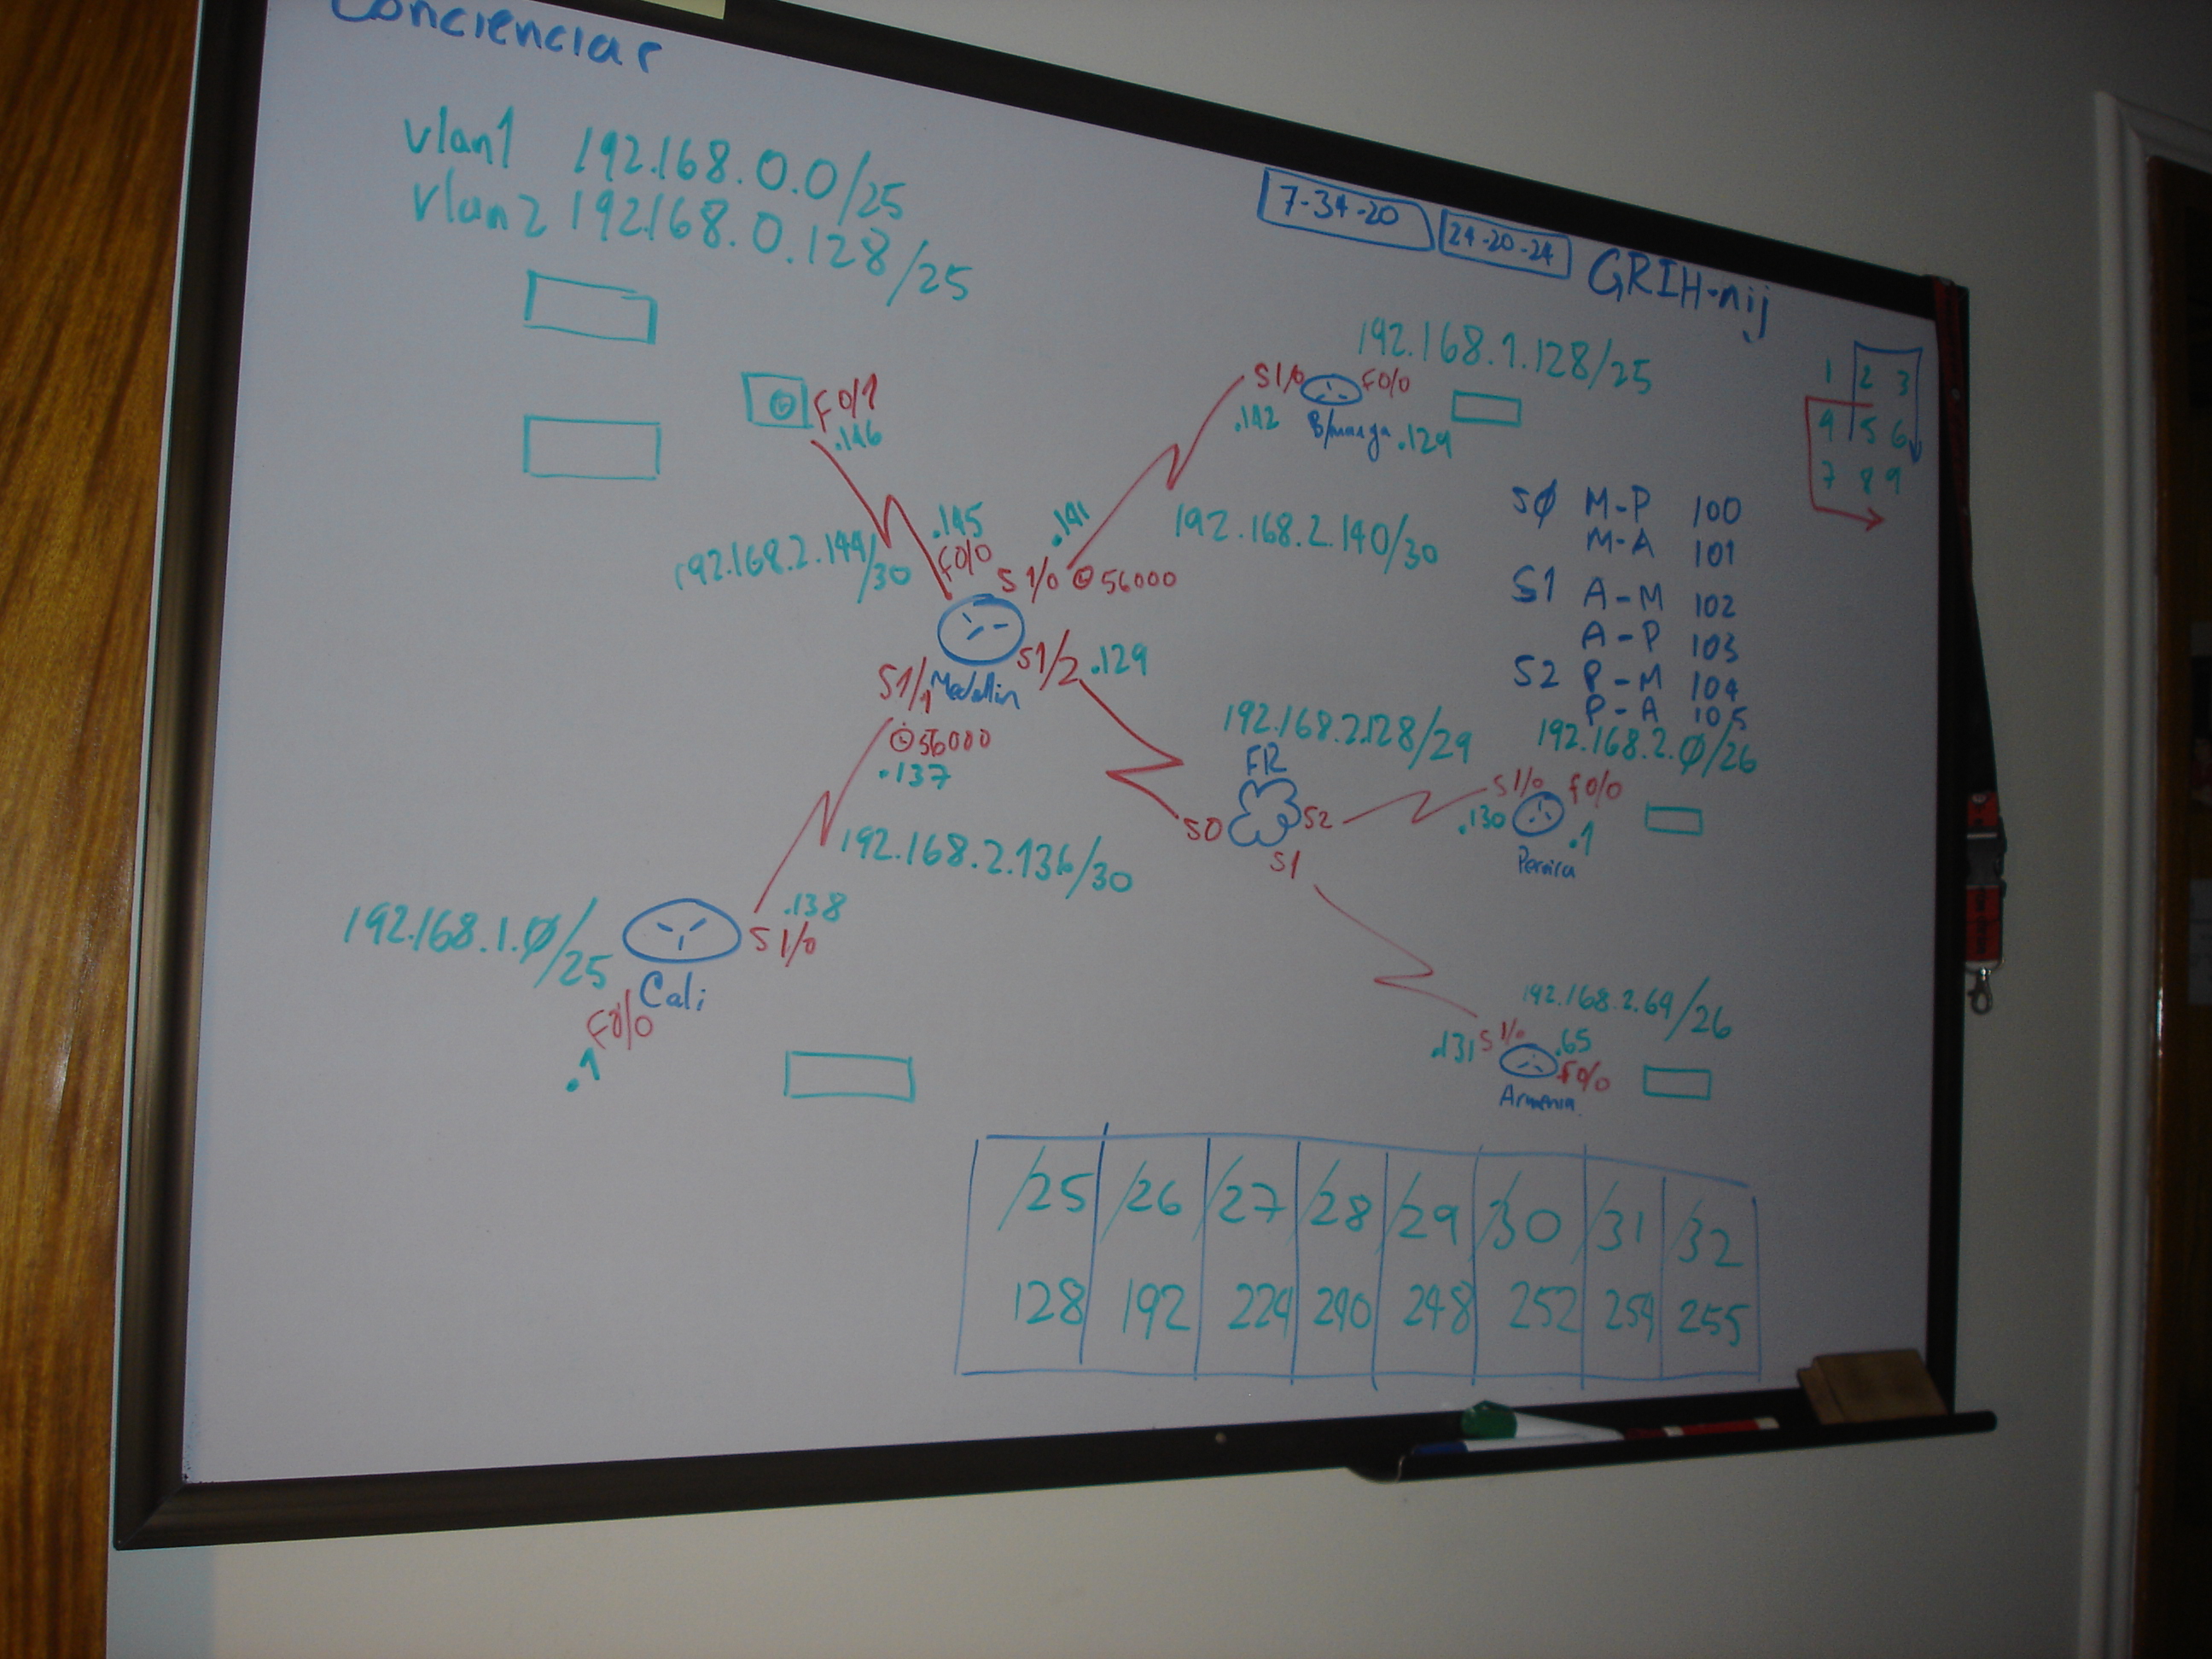 Concienciar
vlan1 192.168.0.0/25
vlan2 192.168.0.128/25
7-34-20
24-20-24
GRIH-nij
192.168.1.128/25
S1/0
F0/0
.142
B/manga
.129
1 2 3
4 5 6
7 8 9
F0/1
.146
192.168.2.144/30
.145
F0/0
.141
S1/0 56000
192.168.2.140/30
SØ M-P 100
M-A 101
S1 A-M 102
A-P 103
S2 P-M 104
P-A 105
S1/1
Medellin
S1/2
.129
56000
.137
192.168.2.128/29
FR
S0
S2
S1
192.168.2.Ø/26
S1/0
F0/0
.130
.1
Pereira
192.168.2.136/30
.138
S1/0
192.168.1.Ø/25
Cali
F0/0
.1
192.168.2.64/26
.131
S1/0
.65
F0/0
Armenia
/25 /26 /27 /28 /29 /30 /31 /32
128 192 224 240 248 252 254 255